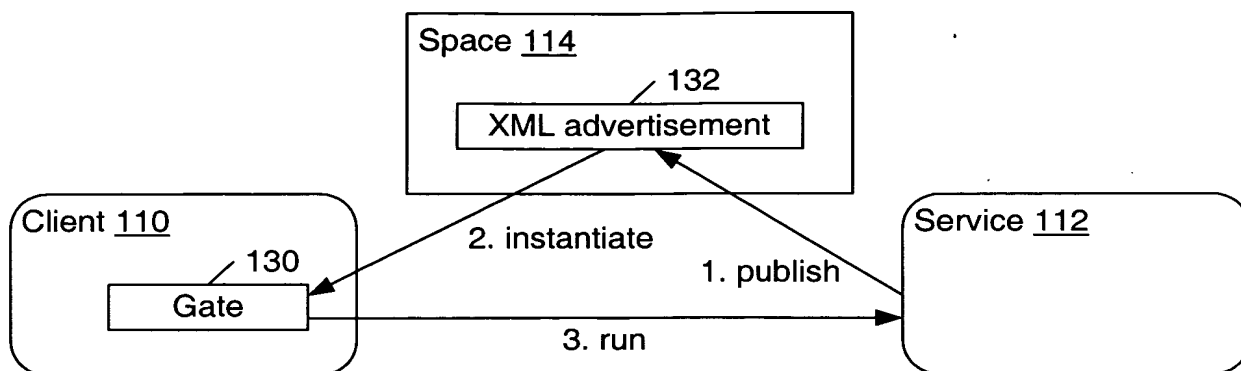 Space 114
132
XML advertisement
Client 110
2. instantiate
Service 112
130
1. publish
Gate
3. run